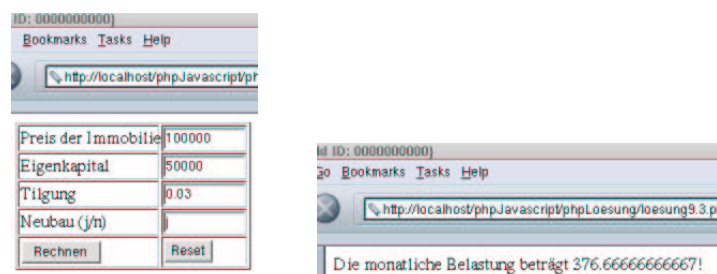 ID: 0000000000}
Bookmarks Tasks Help
http://localhost/phpJavascript/ph
Preis der Immobilie 100000
Eigenkapital 50000
Tilgung 0.03
Neubau (j/n) j
Rechnen Reset
ld ID: 0000000000}
Go Bookmarks Tasks Help
http://localhost/phpJavascript/phpLoesung/loesung9.3.p
Die monatliche Belastung beträgt 376.66666666667!